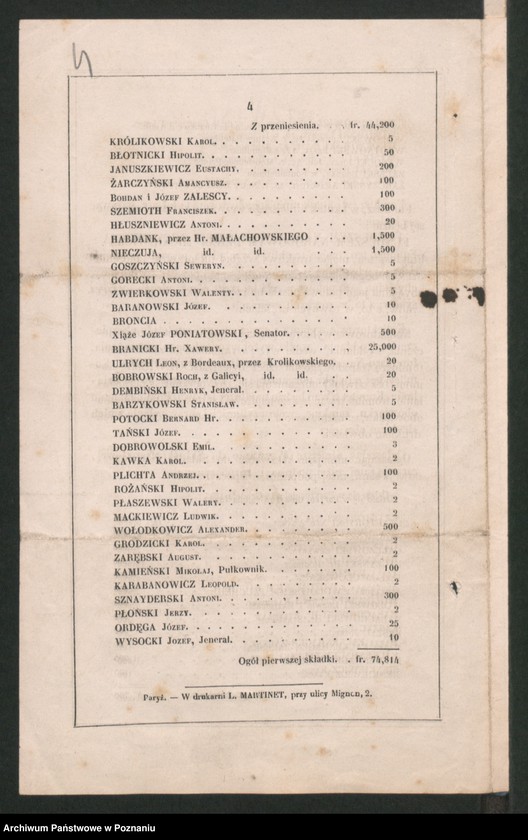 4
Z przeniesienia. fr. 44,200
KRÓLIKOWSKI KAROL. 5
BŁOTNICKI HIPOLIT. 50
JANUSZKIEWICZ EUSTACHY. 200
ŻARCZYŃSKI AMANCYUSZ. 100
BOHDAN i JÓZEF ZALESCY. 100
SZEMIOTH FRANCISZEK. 300
HŁUSZNIEWICZ ANTONI. 20
HABDANK, przez Hr. MAŁACHOWSKIEGO 1,500
NIECZUJA, id. id. 1,500
GOSZCZYŃSKI SEWERYN. 5
GORECKI ANTONI. 5
ZWIERKOWSKI WALENTY. 5
BARANOWSKI JÓZEF. 10
BRONCIA 10
XIĄŻE JÓZEF PONIATOWSKI, Senator. 500
BRANICKI Hr. XAWERY. 25,000
ULRYCH LEON, z Bordeaux, przez Krolikowskiego. 20
BOBROWSKI ROCH, z Galicyi, id. id. 20
DEMBIŃSKI HENRYK, Jenerał. 5
BARZYKOWSKI STANISŁAW. 5
POTOCKI BERNARD Hr. 100
TAŃSKI JÓZEF. 100
DOBROWOLSKI EMIL. 3
KAWKA KAROL. 2
PLICHTA ANDRZEJ. 100
ROŻAŃSKI HIPOLIT. 2
PŁASZEWSKI WALERY. 2
MACKIEWICZ LUDWIK. 2
WOŁODKOWICZ ALEXANDER. 500
GRODZICKI KAROL. 2
ZARĘBSKI AUGUST. 2
KAMIEŃSKI MIKOŁAJ, Pułkownik. 100
KARABANOWICZ LEOPOLD. 2
SZNAYDERSKI ANTONI. 300
PŁOŃSKI JERZY. 2
ORDĘGA JÓZEF. 25
WYSOCKI JOZEF, Jenerał. 10
Ogół pierwszej składki. fr. 74,814
Paryż. — W drukarni L. MARTINET, przy ulicy Mignon, 2.
Archiwum Państwowe w Poznaniu